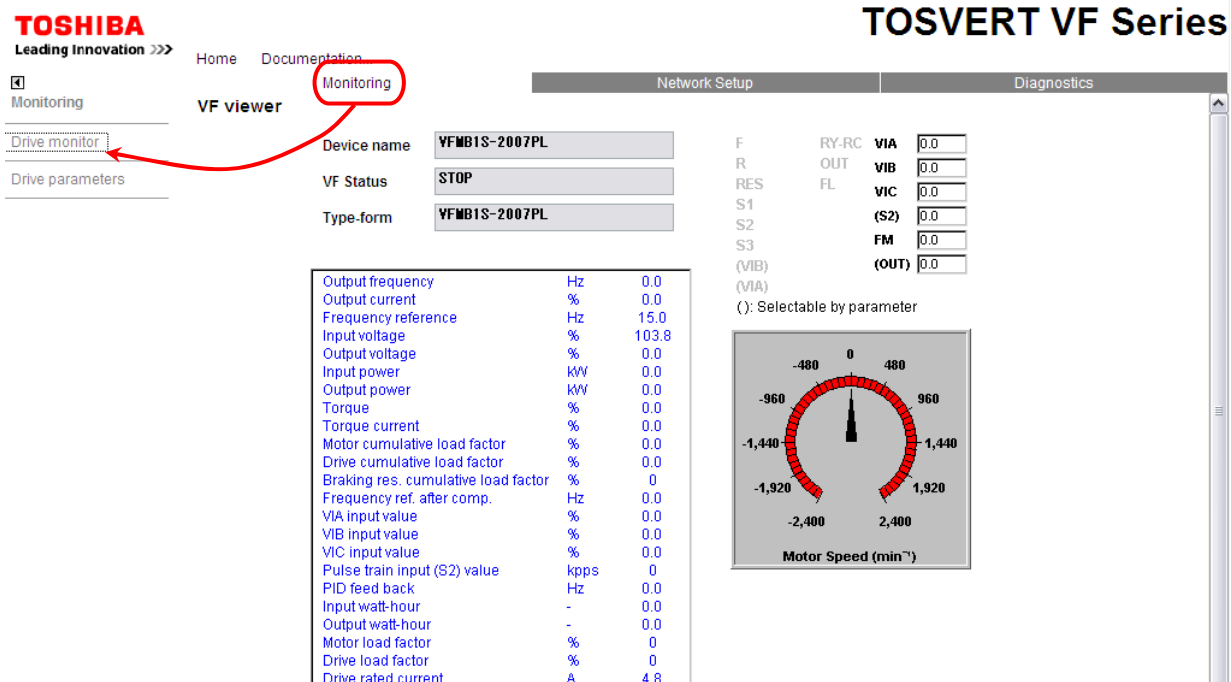 TOSHIBA
Leading Innovation >>>
TOSVERT VF Series
Home Documentation...
Monitoring Network Setup Diagnostics
Monitoring
Drive monitor
Drive parameters
VF viewer
Device name VFMB1S-2007PL
VF Status STOP
Type-form VFMB1S-2007PL
F RY-RC VIA 0.0
R OUT VIB 0.0
RES FL VIC 0.0
S1
S2 (S2) 0.0
S3 FM 0.0
(VIB) (OUT) 0.0
(VIA)
( ): Selectable by parameter
Output frequency Hz 0.0
Output current % 0.0
Frequency reference Hz 15.0
Input voltage % 103.8
Output voltage % 0.0
Input power kW 0.0
Output power kW 0.0
Torque % 0.0
Torque current % 0.0
Motor cumulative load factor % 0.0
Drive cumulative load factor % 0.0
Braking res. cumulative load factor % 0
Frequency ref. after comp. Hz 0.0
VIA input value % 0.0
VIB input value % 0.0
VIC input value % 0.0
Pulse train input (S2) value kpps 0
PID feed back Hz 0.0
Input watt-hour - 0.0
Output watt-hour - 0.0
Motor load factor % 0
Drive load factor % 0
Drive rated current A 4.8
-480 0 480
-960 960
-1,440 1,440
-1,920 1,920
-2,400 2,400
Motor Speed (min⁻¹)